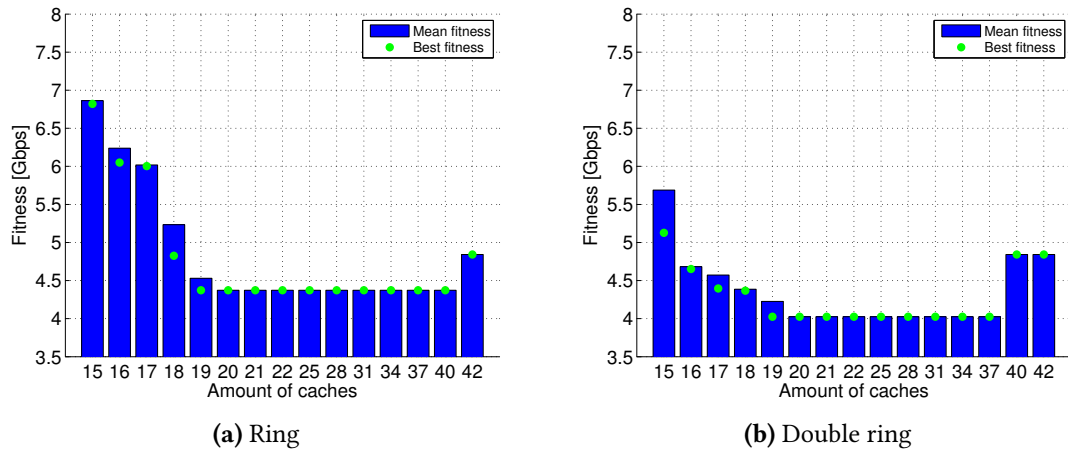 8
7.5
7
6.5
6
5.5
5
4.5
4
3.5
Fitness [Gbps]
Mean fitness
Best fitness
15 16 17 18 19 20 21 22 25 28 31 34 37 40 42
Amount of caches
(a) Ring
8
7.5
7
6.5
6
5.5
5
4.5
4
3.5
Fitness [Gbps]
Mean fitness
Best fitness
15 16 17 18 19 20 21 22 25 28 31 34 37 40 42
Amount of caches
(b) Double ring